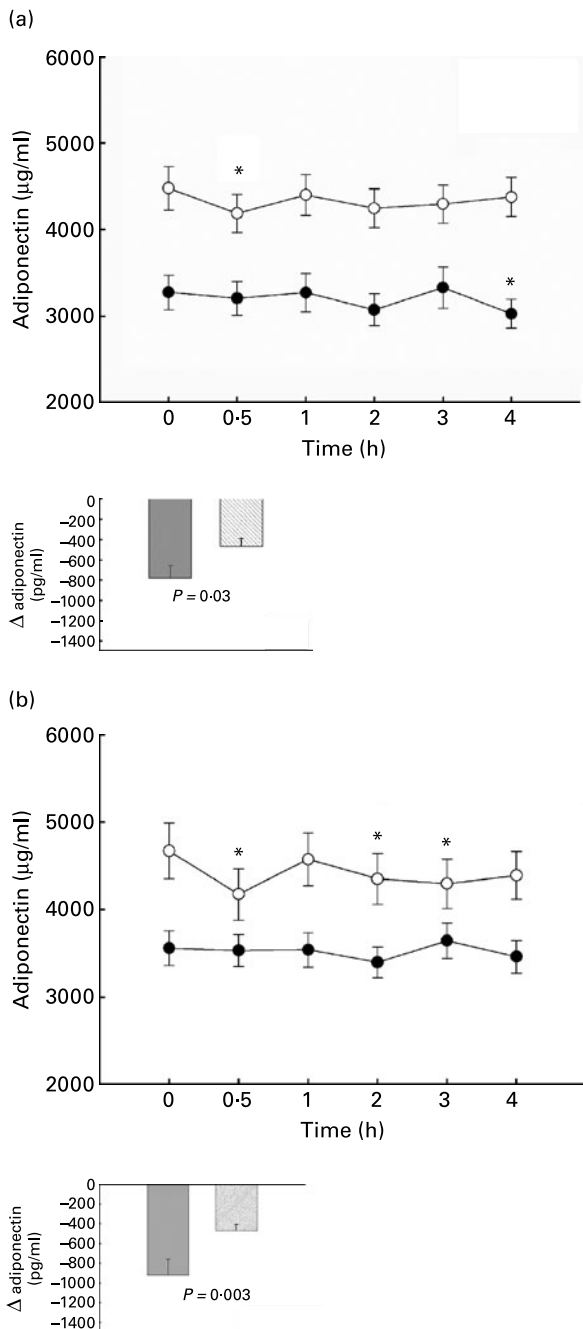 (a)
6000
5000
4000
3000
2000
Adiponectin (μg/ml)
*
*
0 0·5 1 2 3 4
Time (h)
0
−200
−400
−600
−800
−1000
−1200
−1400
Δ adiponectin
(pg/ml)
P = 0·03
(b)
6000
5000
4000
3000
2000
Adiponectin (μg/ml)
* * *
0 0·5 1 2 3 4
Time (h)
0
−200
−400
−600
−800
−1000
−1200
−1400
Δ adiponectin
(pg/ml)
P = 0·003